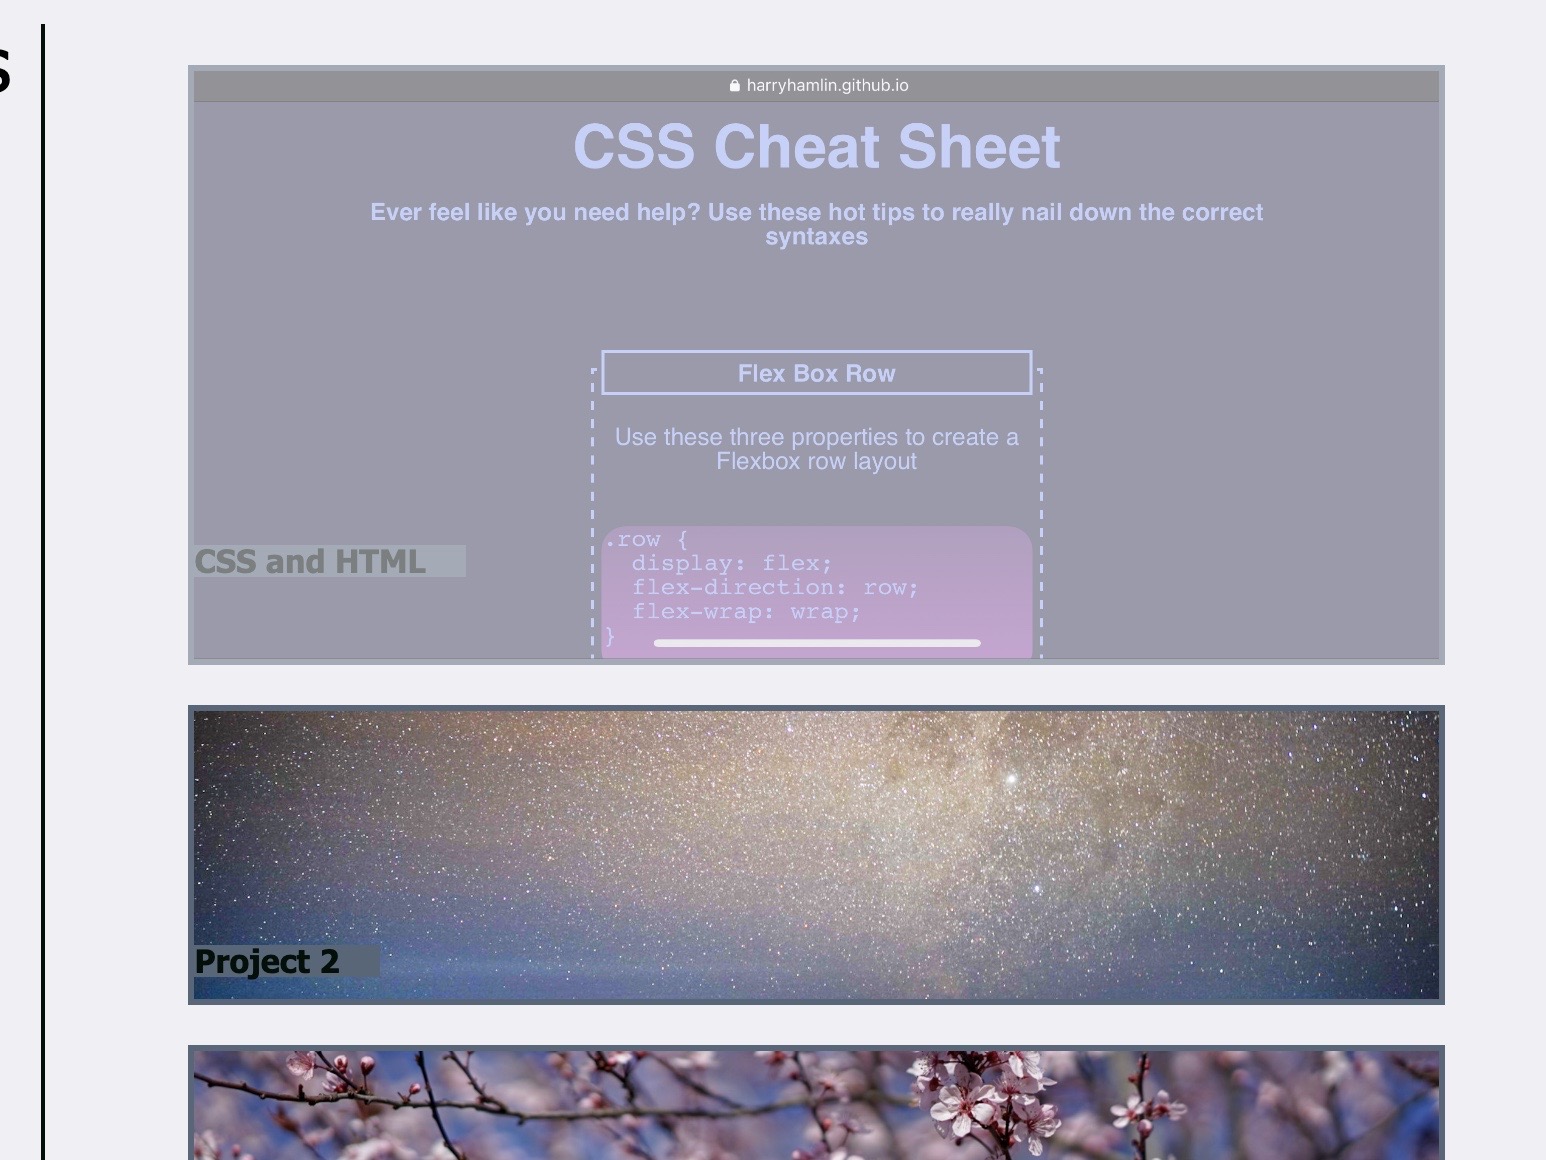 S
harryhamlin.github.io
CSS Cheat Sheet
Ever feel like you need help? Use these hot tips to really nail down the correct
syntaxes
Flex Box Row
Use these three properties to create a
Flexbox row layout
.row {
display: flex;
flex-direction: row;
flex-wrap: wrap;
}
CSS and HTML
Project 2